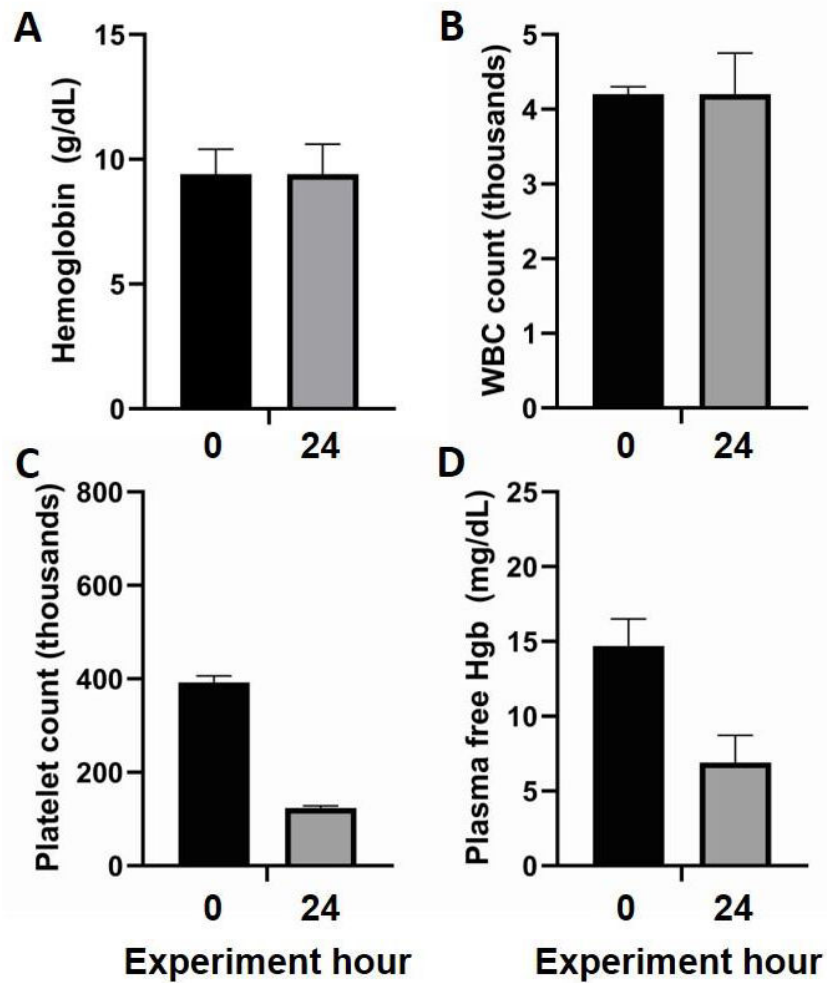 A
Hemoglobin (g/dL)
15
10
5
0
0 24
B
WBC count (thousands)
5
4
3
2
1
0
0 24
C
Platelet count (thousands)
800
600
400
200
0
0 24
Experiment hour
D
Plasma free Hgb (mg/dL)
25
20
15
10
5
0
0 24
Experiment hour